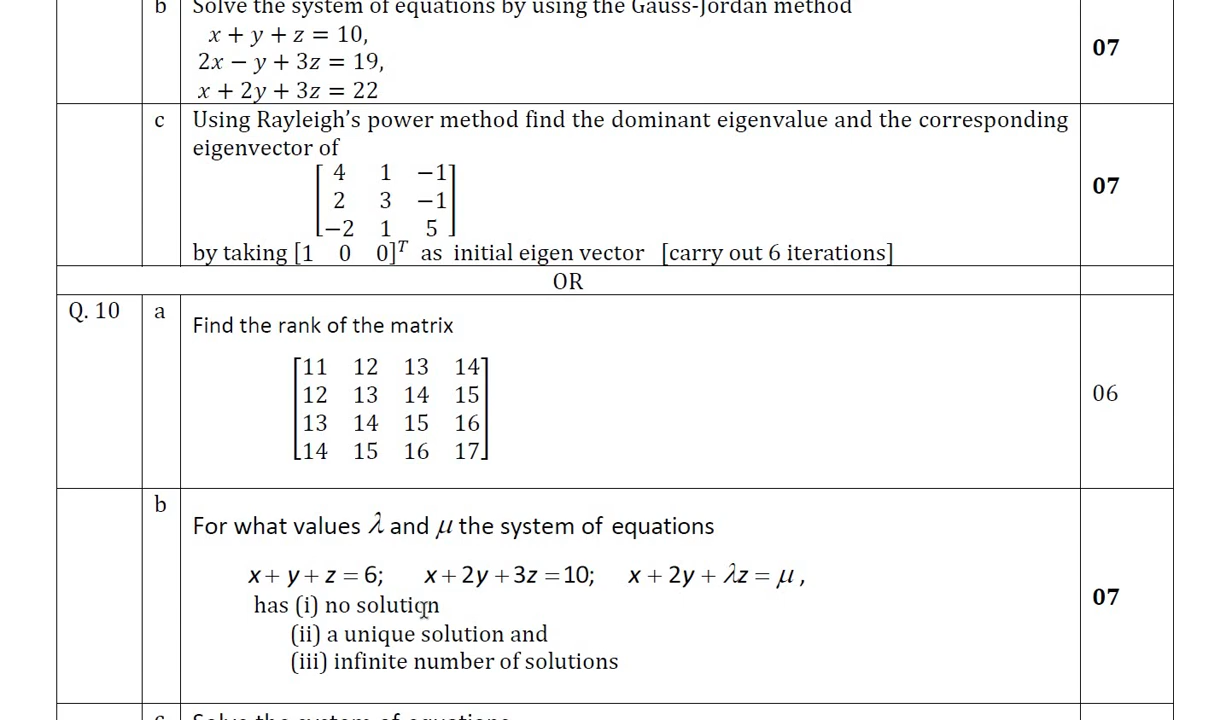 b Solve the system of equations by using the Gauss-Jordan method
x + y + z = 10,
2x − y + 3z = 19,
x + 2y + 3z = 22
07
c Using Rayleigh's power method find the dominant eigenvalue and the corresponding
eigenvector of
4 1 −1
2 3 −1
−2 1 5
07
by taking [1 0 0]ᵀ as initial eigen vector [carry out 6 iterations]
OR
Q. 10 a Find the rank of the matrix
11 12 13 14
12 13 14 15
13 14 15 16
14 15 16 17
06
b For what values λ and μ the system of equations
x + y + z = 6; x + 2y + 3z = 10; x + 2y + λz = μ ,
has (i) no solution
(ii) a unique solution and
(iii) infinite number of solutions
07
c Solve the system of equations